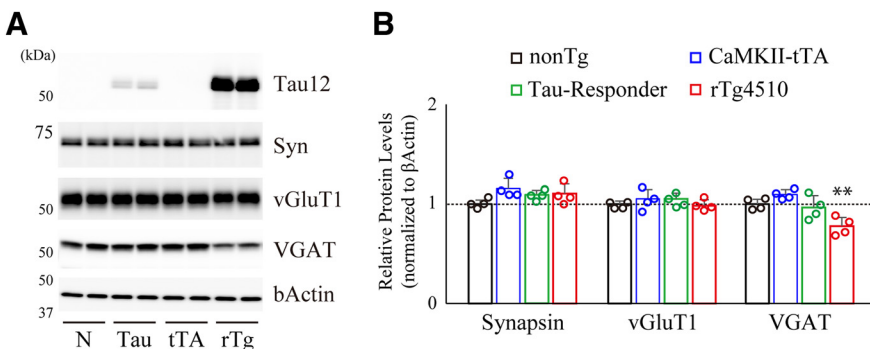 A
(kDa)
50
Tau12
75
Syn
50
vGluT1
50
VGAT
50
37
bActin
N Tau tTA rTg
B
nonTg
CaMKII-tTA
Tau-Responder
rTg4510
Relative Protein Levels
(normalized to βActin)
2
1
0
**
Synapsin vGluT1 VGAT